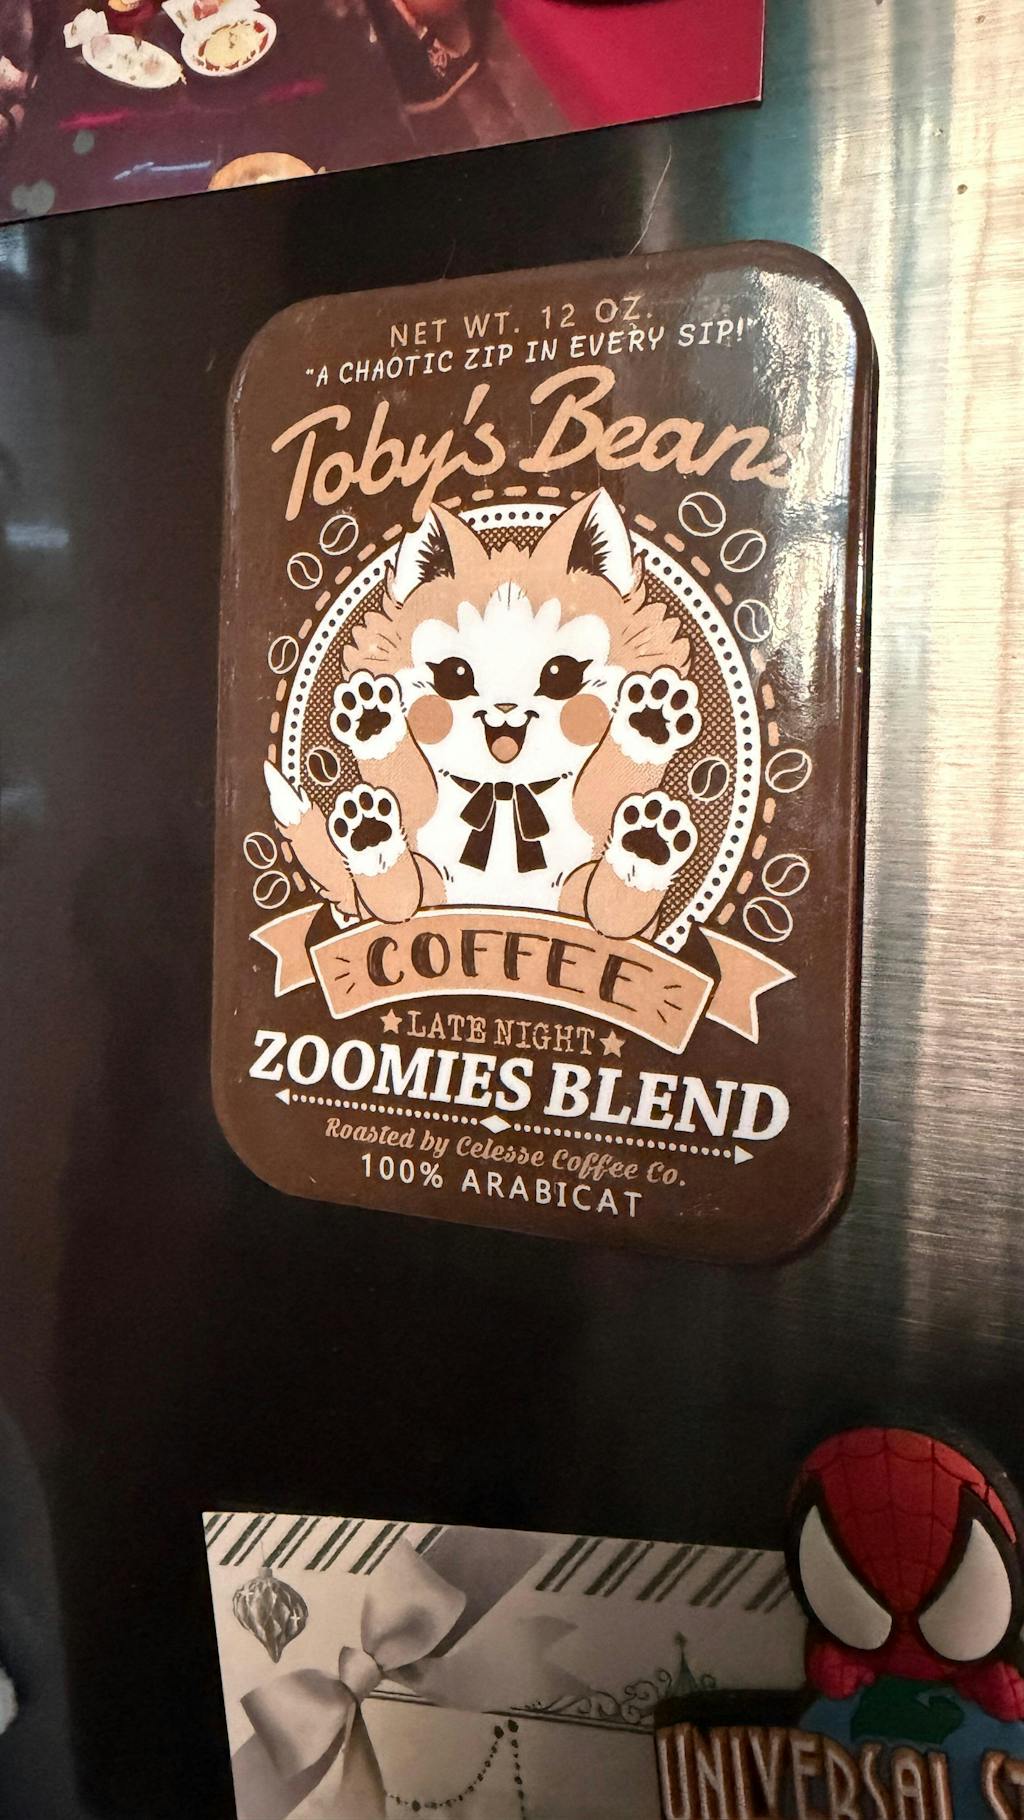 NET WT. 12 OZ.
"A CHAOTIC ZIP IN EVERY SIP!"
Toby's Beans
COFFEE
★LATE NIGHT★
ZOOMIES BLEND
Roasted by Celesse Coffee Co.
100% ARABICAT
UNIVERSAL